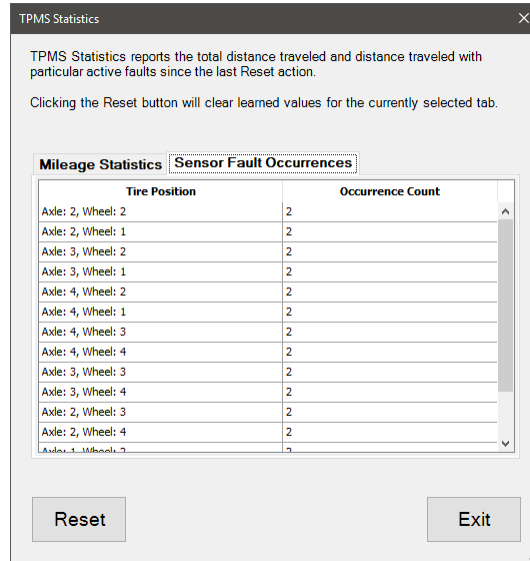 TPMS Statistics
TPMS Statistics reports the total distance traveled and distance traveled with
particular active faults since the last Reset action.
Clicking the Reset button will clear learned values for the currently selected tab.
Mileage Statistics Sensor Fault Occurrences
Tire Position Occurrence Count
Axle: 2, Wheel: 2 2
Axle: 2, Wheel: 1 2
Axle: 3, Wheel: 2 2
Axle: 3, Wheel: 1 2
Axle: 4, Wheel: 2 2
Axle: 4, Wheel: 1 2
Axle: 4, Wheel: 3 2
Axle: 4, Wheel: 4 2
Axle: 3, Wheel: 3 2
Axle: 3, Wheel: 4 2
Axle: 2, Wheel: 3 2
Axle: 2, Wheel: 4 2
Axle: 1, Wheel:
Reset Exit